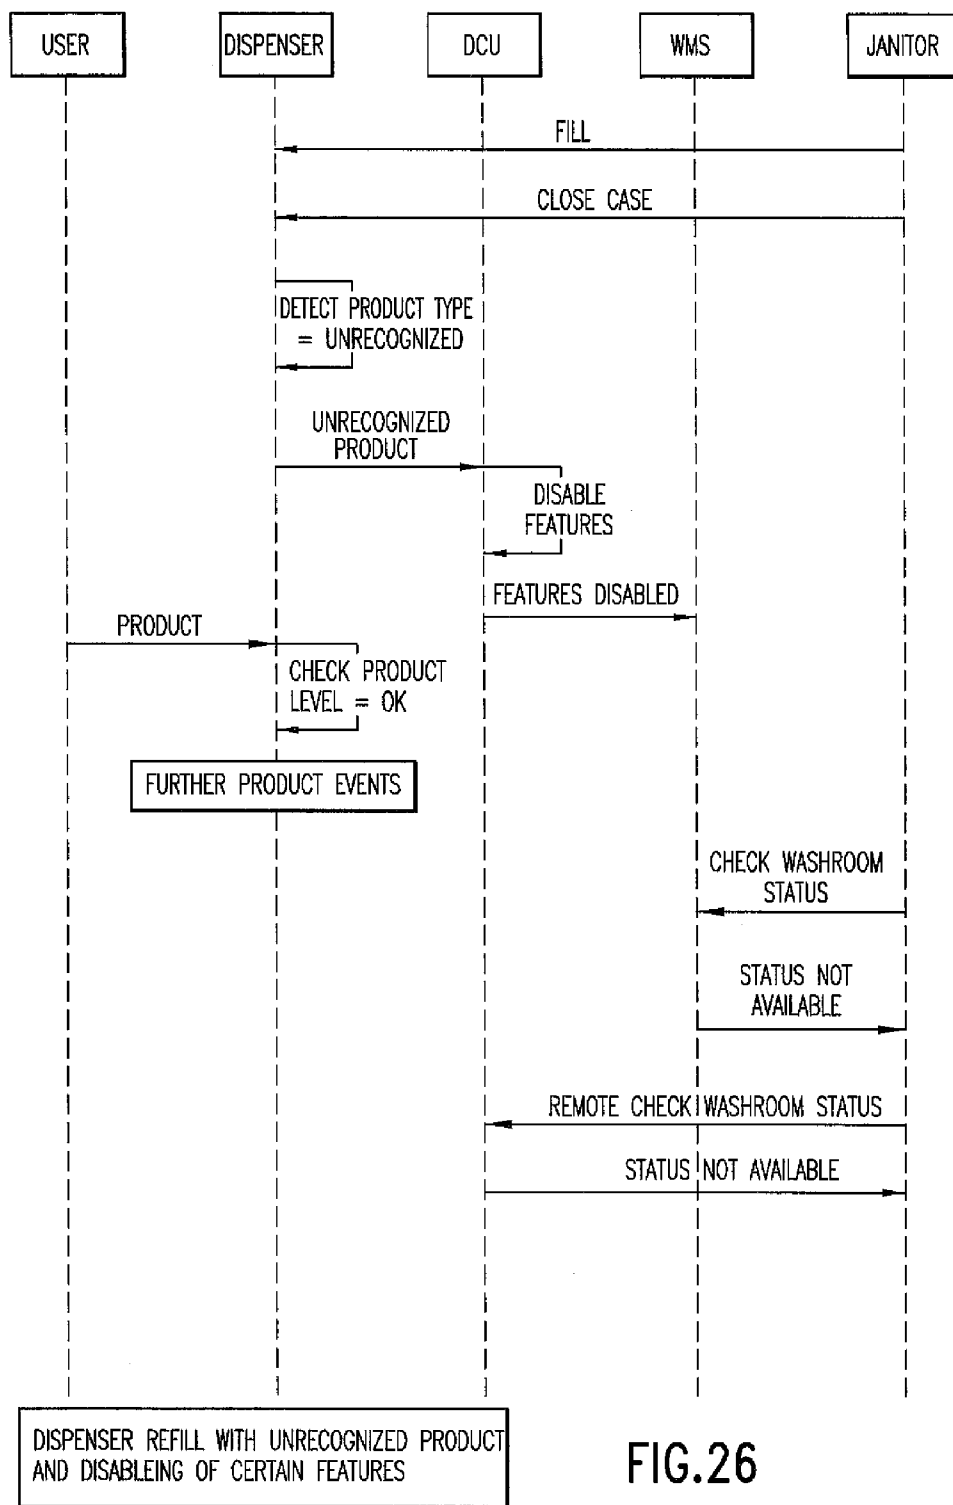 USER
DISPENSER
DCU
WMS
JANITOR
FILL
CLOSE CASE
DETECT PRODUCT TYPE
= UNRECOGNIZED
UNRECOGNIZED
PRODUCT
DISABLE
FEATURES
FEATURES DISABLED
PRODUCT
CHECK PRODUCT
LEVEL = OK
FURTHER PRODUCT EVENTS
CHECK WASHROOM
STATUS
STATUS NOT
AVAILABLE
REMOTE CHECK WASHROOM STATUS
STATUS NOT AVAILABLE
DISPENSER REFILL WITH UNRECOGNIZED PRODUCT
AND DISABLEING OF CERTAIN FEATURES
FIG.26